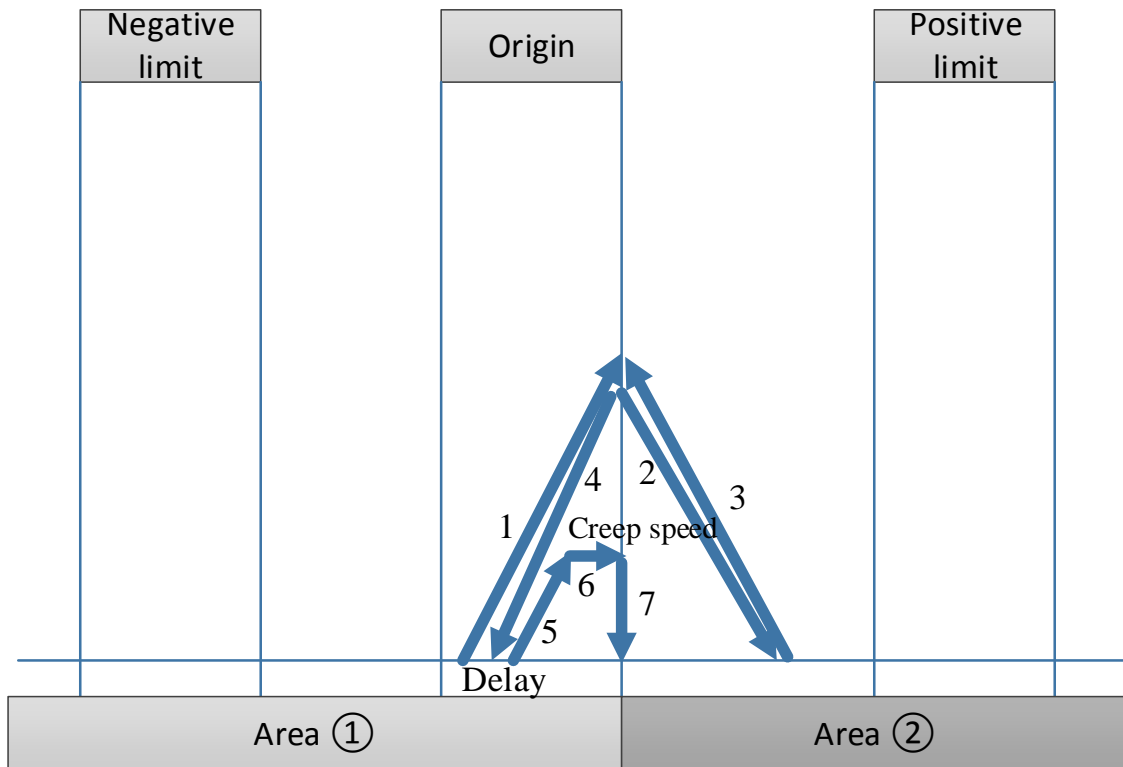 Negative
limit
Origin
Positive
limit
4
2
3
1
Creep speed
6
7
5
Delay
Area ①
Area ②